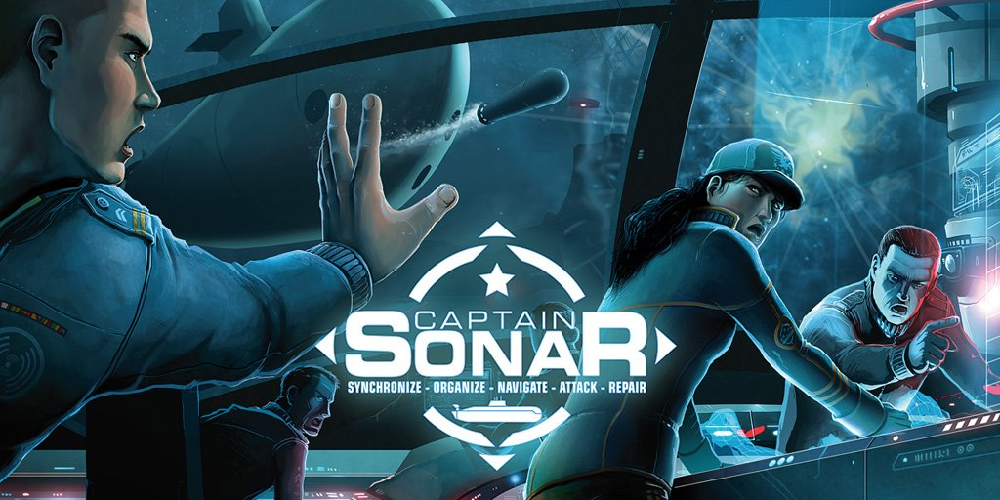 CAPTAIN
SONAR
SYNCHRONIZE - ORGANIZE - NAVIGATE - ATTACK - REPAIR